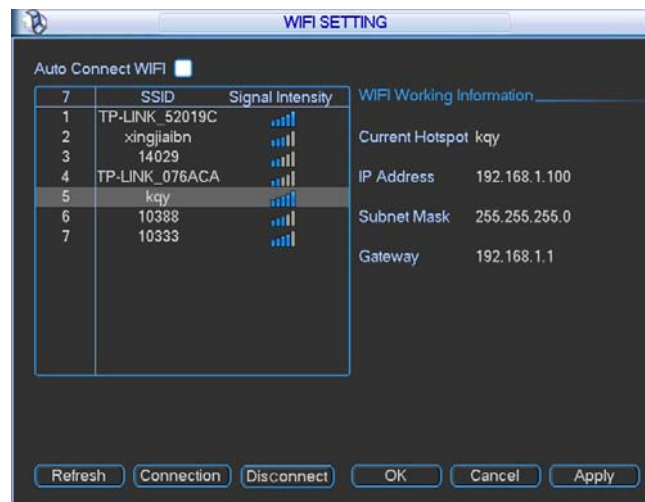 WIFI SETTING
Auto Connect WIFI
7 SSID Signal Intensity
1 TP-LINK_52019C
2 xingjiaibn
3 14029
4 TP-LINK_076ACA
5 kqy
6 10388
7 10333
WIFI Working Information
Current Hotspot kqy
IP Address 192.168.1.100
Subnet Mask 255.255.255.0
Gateway 192.168.1.1
Refresh Connection Disconnect OK Cancel Apply